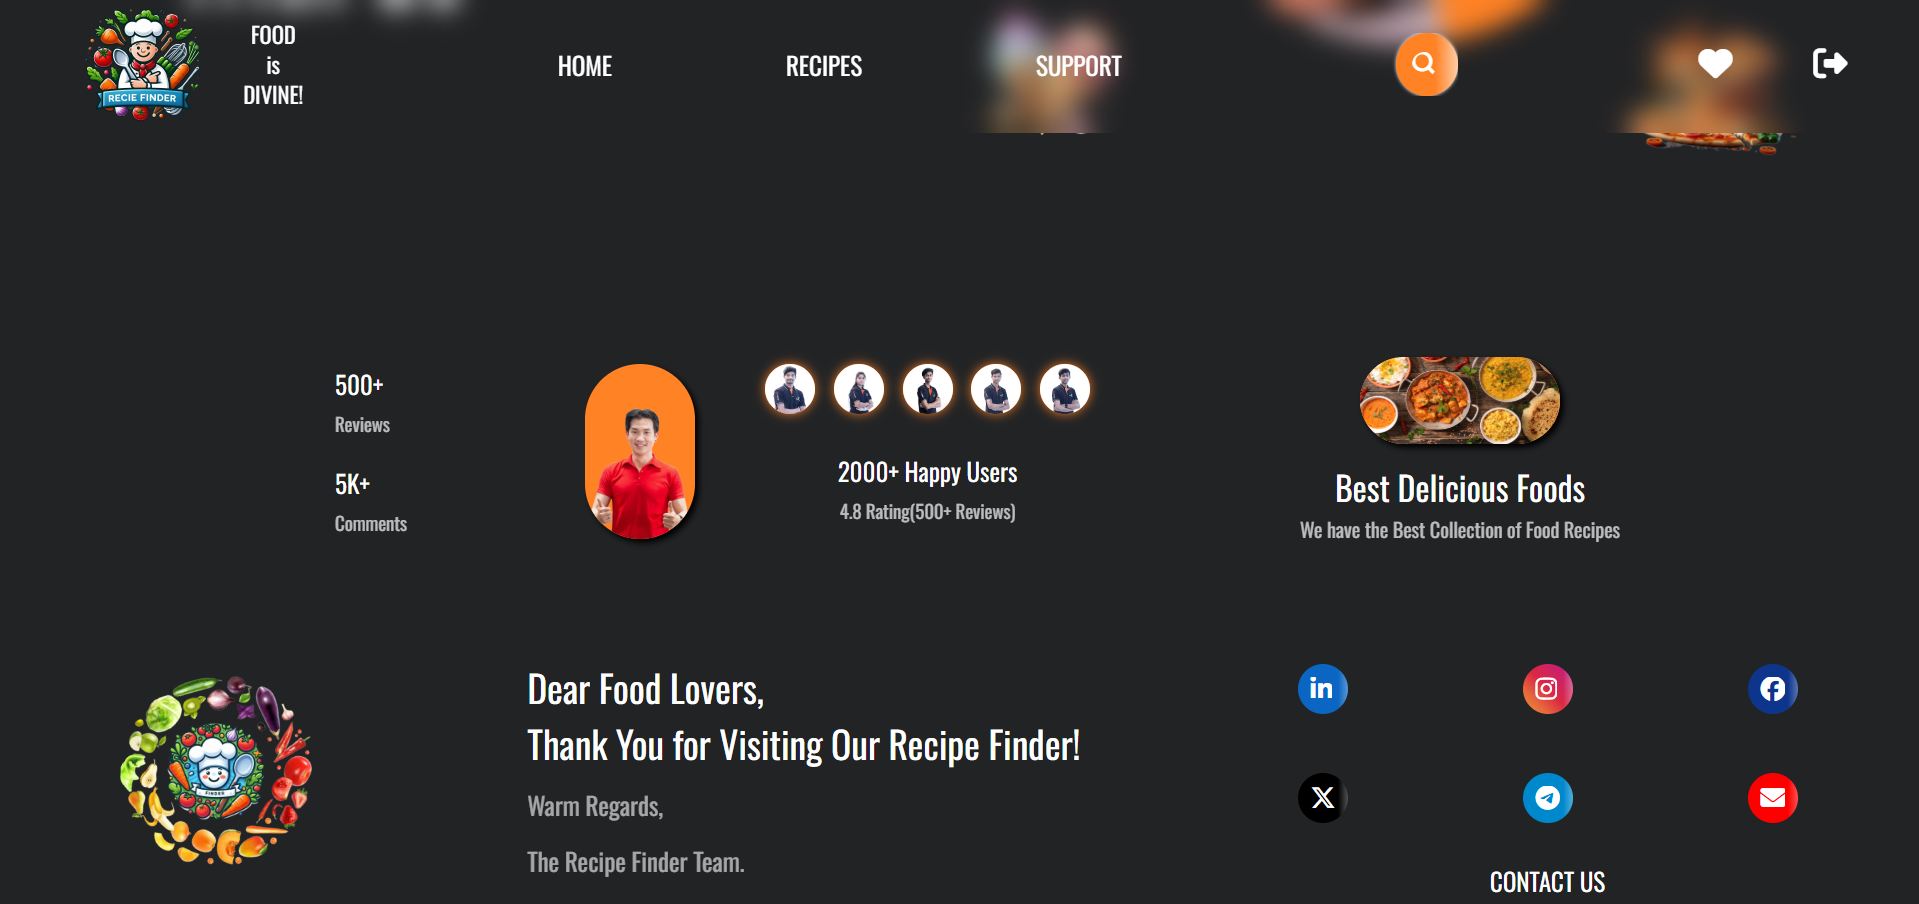 RECIE FINDER
FOOD
is
DIVINE!
HOME
RECIPES
SUPPORT
500+
Reviews
5K+
Comments
2000+ Happy Users
4.8 Rating(500+ Reviews)
Best Delicious Foods
We have the Best Collection of Food Recipes
FINDER
Dear Food Lovers,
Thank You for Visiting Our Recipe Finder!
Warm Regards,
The Recipe Finder Team.
in
X
CONTACT US